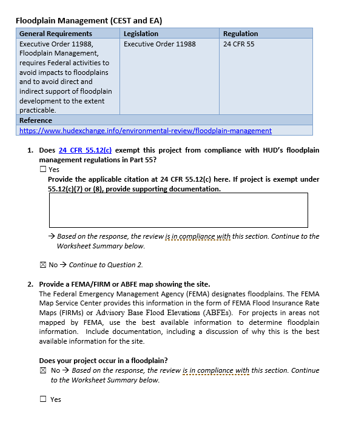 Floodplain Management (CEST and EA)
General Requirements Legislation Regulation
Executive Order 11988, Executive Order 11988 24 CFR 55
Floodplain Management,
requires Federal activities to
avoid impacts to floodplains
and to avoid direct and
indirect support of floodplain
development to the extent
practicable.
Reference
https://www.hudexchange.info/environmental-review/floodplain-management
1. Does 24 CFR 55.12(c) exempt this project from compliance with HUD's floodplain
management regulations in Part 55?
☐ Yes
Provide the applicable citation at 24 CFR 55.12(c) here. If project is exempt under
55.12(c)(7) or (8), provide supporting documentation.
→ Based on the response, the review is in compliance with this section. Continue to the
Worksheet Summary below.
☒ No → Continue to Question 2.
2. Provide a FEMA/FIRM or ABFE map showing the site.
The Federal Emergency Management Agency (FEMA) designates floodplains. The FEMA
Map Service Center provides this information in the form of FEMA Flood Insurance Rate
Maps (FIRMs) or Advisory Base Flood Elevations (ABFEs). For projects in areas not
mapped by FEMA, use the best available information to determine floodplain
information. Include documentation, including a discussion of why this is the best
available information for the site.
Does your project occur in a floodplain?
☒ No → Based on the response, the review is in compliance with this section. Continue
to the Worksheet Summary below.
☐ Yes